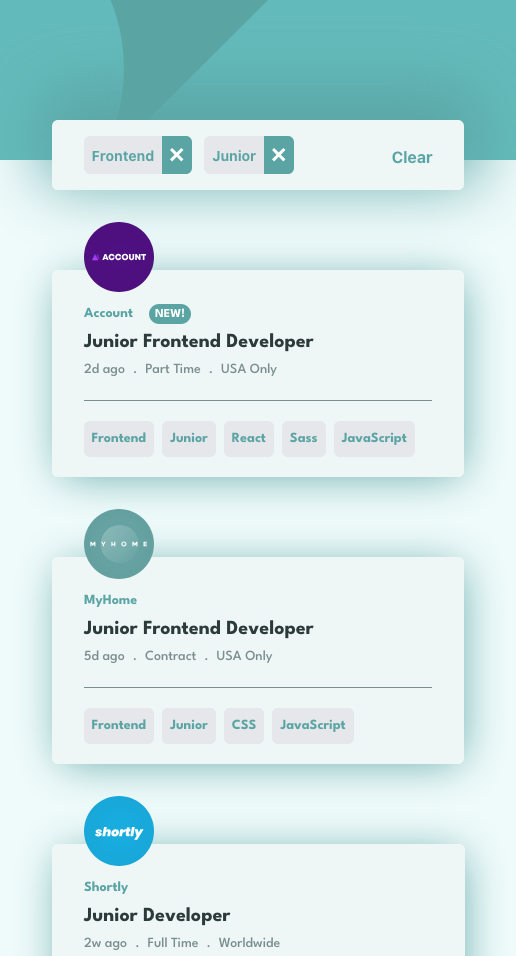 Frontend ✕ Junior ✕ Clear
ACCOUNT
Account NEW!
Junior Frontend Developer
2d ago . Part Time . USA Only
Frontend Junior React Sass JavaScript
MYHOME
MyHome
Junior Frontend Developer
5d ago . Contract . USA Only
Frontend Junior CSS JavaScript
shortly
Shortly
Junior Developer
2w ago . Full Time . Worldwide